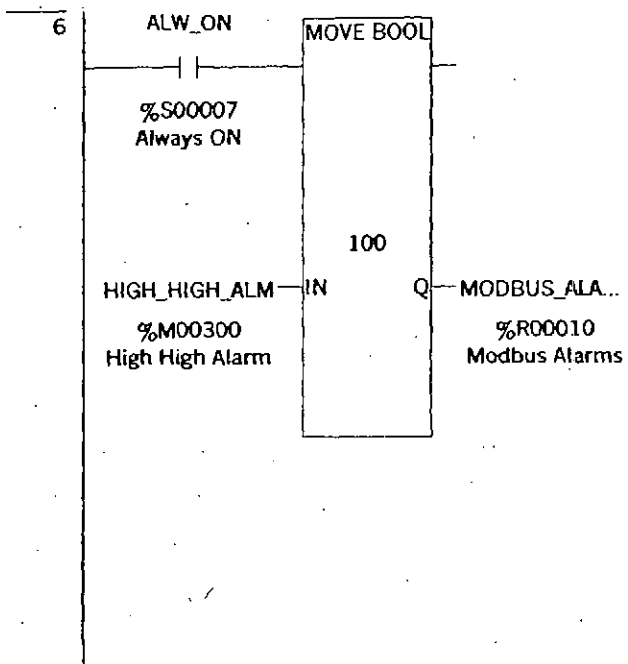 6
ALW_ON
MOVE BOOL
%S00007
Always ON
100
HIGH_HIGH_ALM
IN
Q
MODBUS_ALA...
%M00300
High High Alarm
%R00010
Modbus Alarms